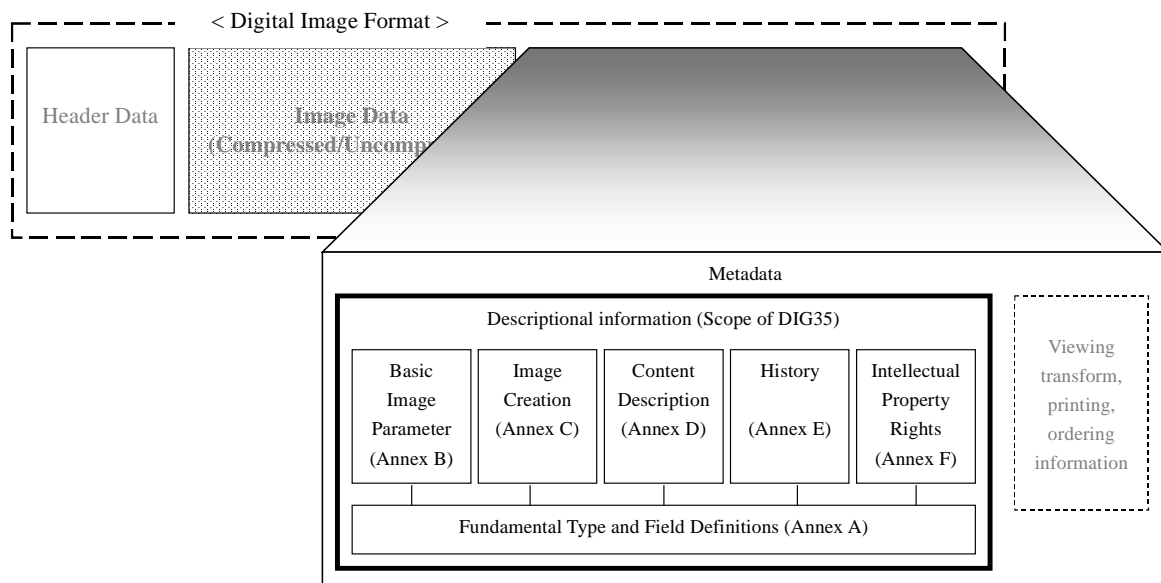 < Digital Image Format >
Header Data
Image Data
(Compressed/Uncompr
Metadata
Descriptional information (Scope of DIG35)
Basic
Image
Parameter
(Annex B)
Image
Creation
(Annex C)
Content
Description
(Annex D)
History
(Annex E)
Intellectual
Property
Rights
(Annex F)
Fundamental Type and Field Definitions (Annex A)
Viewing
transform,
printing,
ordering
information